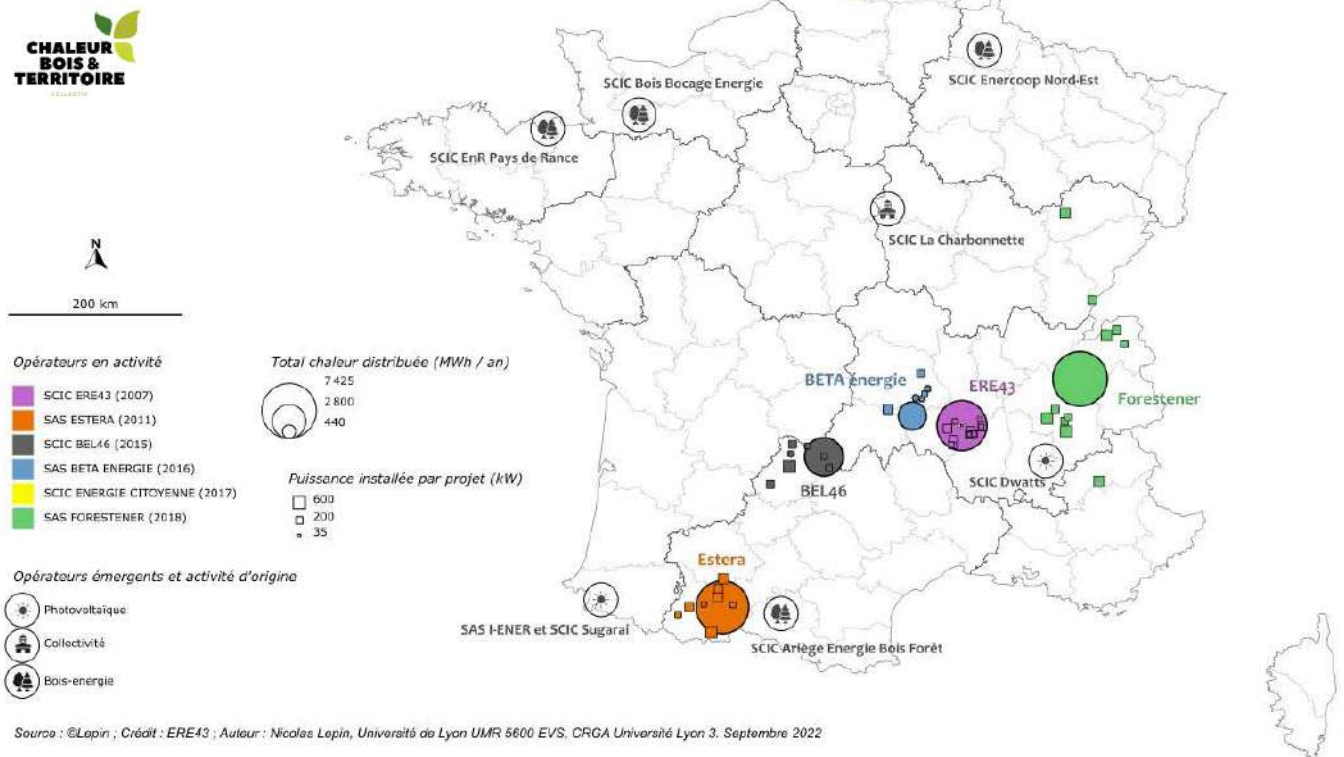 CHALEUR
BOIS &
TERRITOIRE
COLLECTIF
SCIC Enercoop Nord-Est
SCIC Bois Bocage Energie
SCIC EnR Pays de Rance
SCIC La Charbonnette
N
200 km
Opérateurs en activité
SCIC ERE43 (2007)
SAS ESTERA (2011)
SCIC BEL46 (2015)
SAS BETA ENERGIE (2016)
SCIC ENERGIE CITOYENNE (2017)
SAS FORESTENER (2018)
Total chaleur distribuée (MWh / an)
7 425
2 800
440
Puissance installée par projet (kW)
600
200
35
BETA énergie
ERE43
Forestener
SCIC Dwatts
BEL46
Estera
SAS I-ENER et SCIC Sugarai
SCIC Ariège Energie Bois Forêt
Opérateurs émergents et activité d'origine
Photovoltaïque
Collectivité
Bois-energie
Source : ©Lepin ; Crédit : ERE43 ; Auteur : Nicolas Lepin, Université de Lyon UMR 5600 EVS, CRGA Université Lyon 3. Septembre 2022